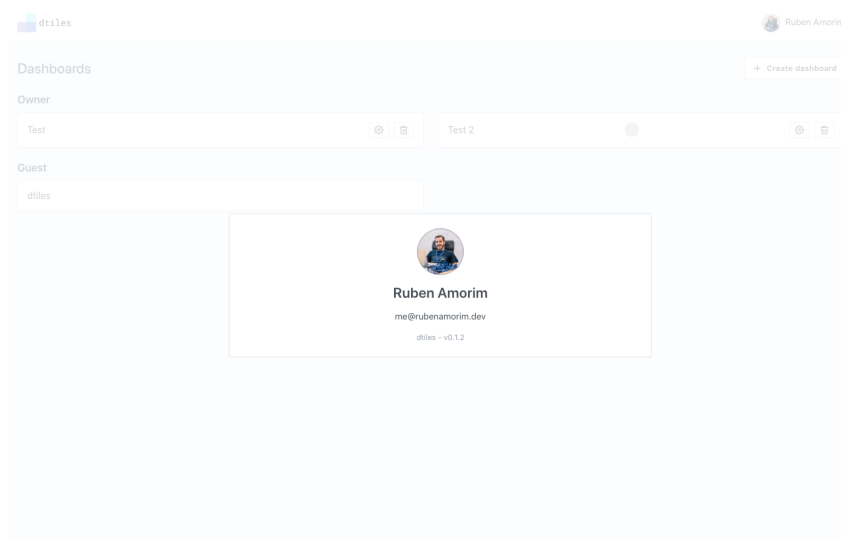 dtiles
Ruben Amorim
Dashboards
+ Create dashboard
Owner
Test
Test 2
Guest
dtiles
Ruben Amorim
me@rubenamorim.dev
dtiles - v0.1.2